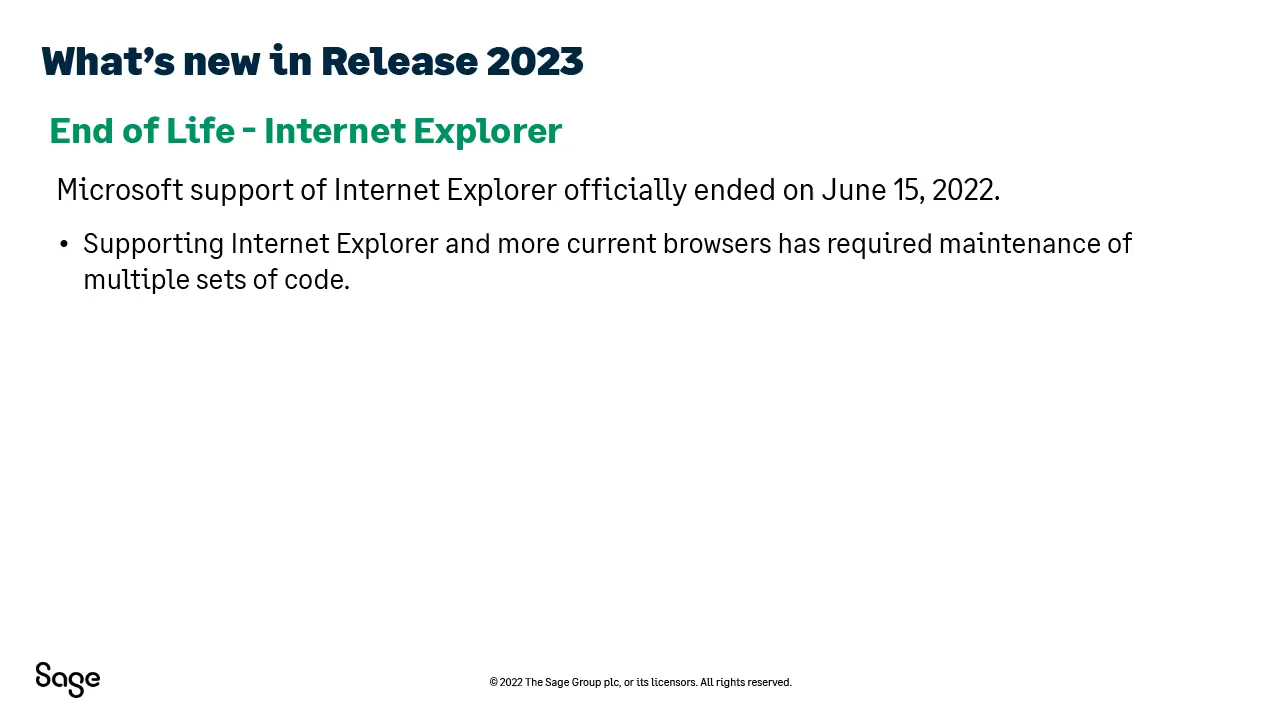 What’s new in Release 2023
End of Life - Internet Explorer
Microsoft support of Internet Explorer officially ended on June 15, 2022.
• Supporting Internet Explorer and more current browsers has required maintenance of
multiple sets of code.
Sage
© 2022 The Sage Group plc, or its licensors. All rights reserved.